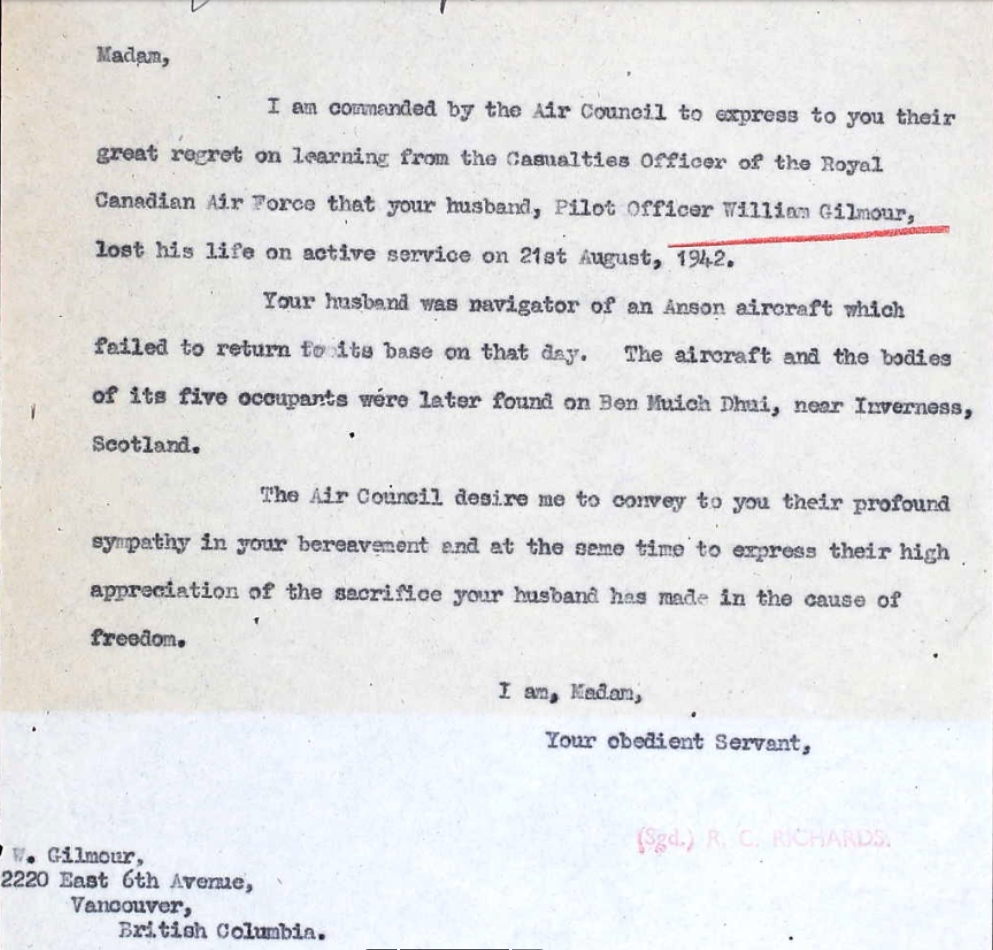 Madam,
I am commanded by the Air Council to express to you their
great regret on learning from the Casualties Officer of the Royal
Canadian Air Force that your husband, Pilot Officer William Gilmour,
lost his life on active service on 21st August, 1942.
Your husband was navigator of an Anson aircraft which
failed to return to its base on that day. The aircraft and the bodies
of its five occupants were later found on Ben Muich Dhui, near Inverness,
Scotland.
The Air Council desire me to convey to you their profound
sympathy in your bereavement and at the same time to express their high
appreciation of the sacrifice your husband has made in the cause of
freedom.
I am, Madam,
Your obedient Servant,
(Sgd.) R. C. RICHARDS.
W. Gilmour,
2220 East 6th Avenue,
Vancouver,
British Columbia.